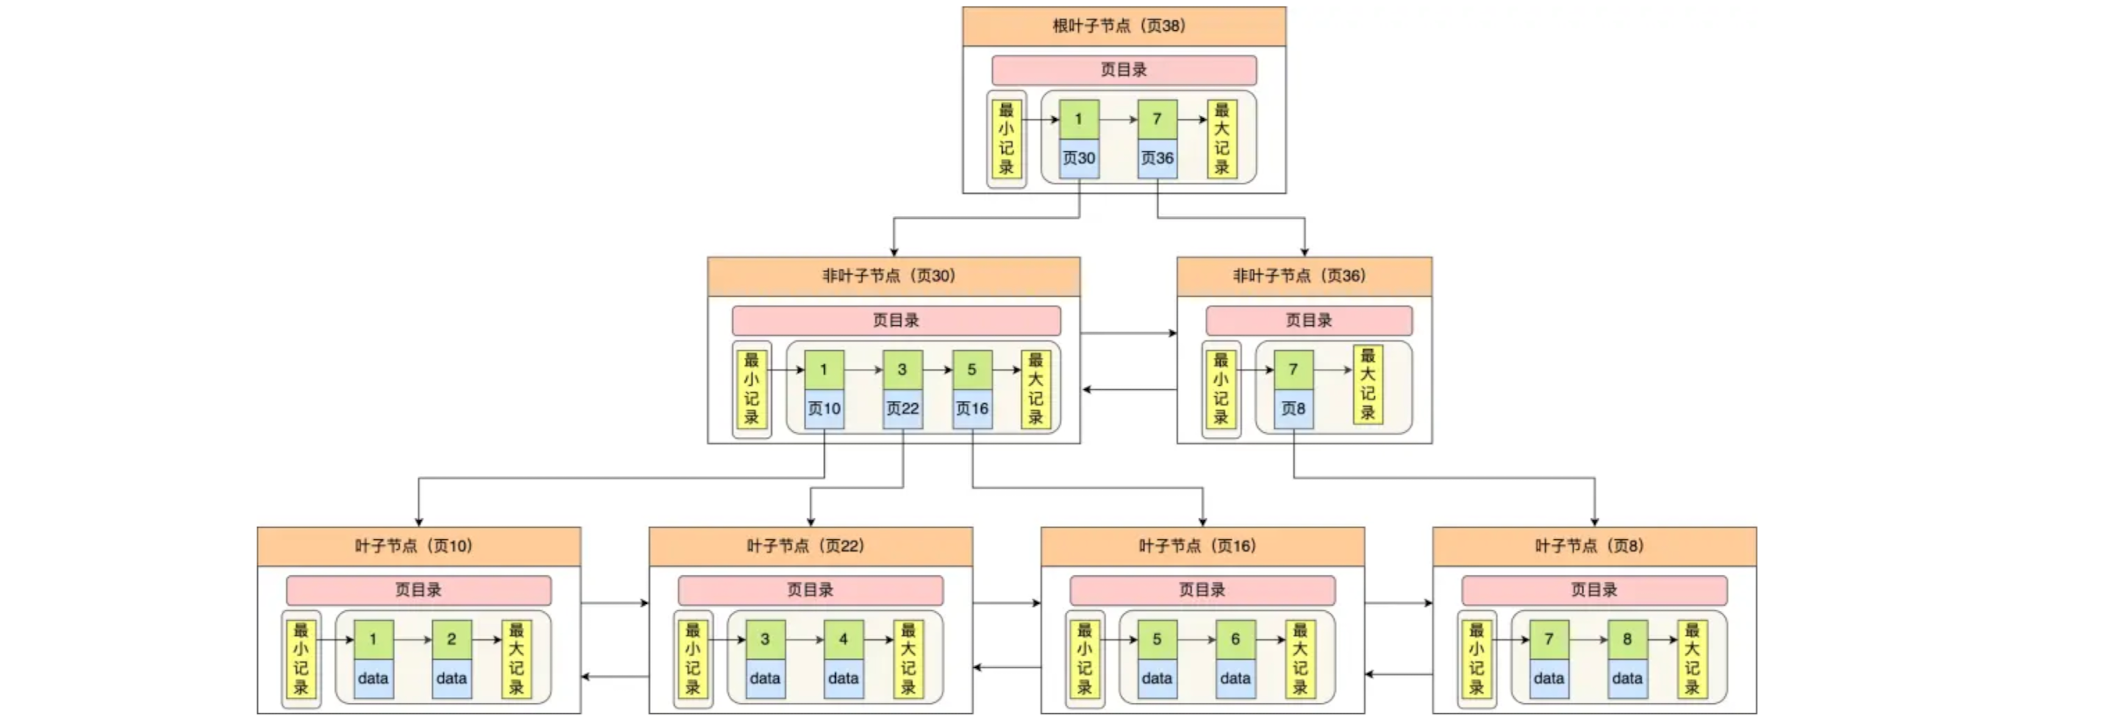 根叶子节点（页38）
页目录
最小记录
1
7
最大记录
页30
页36
非叶子节点（页30）
页目录
最小记录
1
3
5
最大记录
页10
页22
页16
非叶子节点（页36）
页目录
最小记录
7
最大记录
页8
叶子节点（页10）
页目录
最小记录
1
2
最大记录
data
data
叶子节点（页22）
页目录
最小记录
3
4
最大记录
data
data
叶子节点（页16）
页目录
最小记录
5
6
最大记录
data
data
叶子节点（页8）
页目录
最小记录
7
8
最大记录
data
data